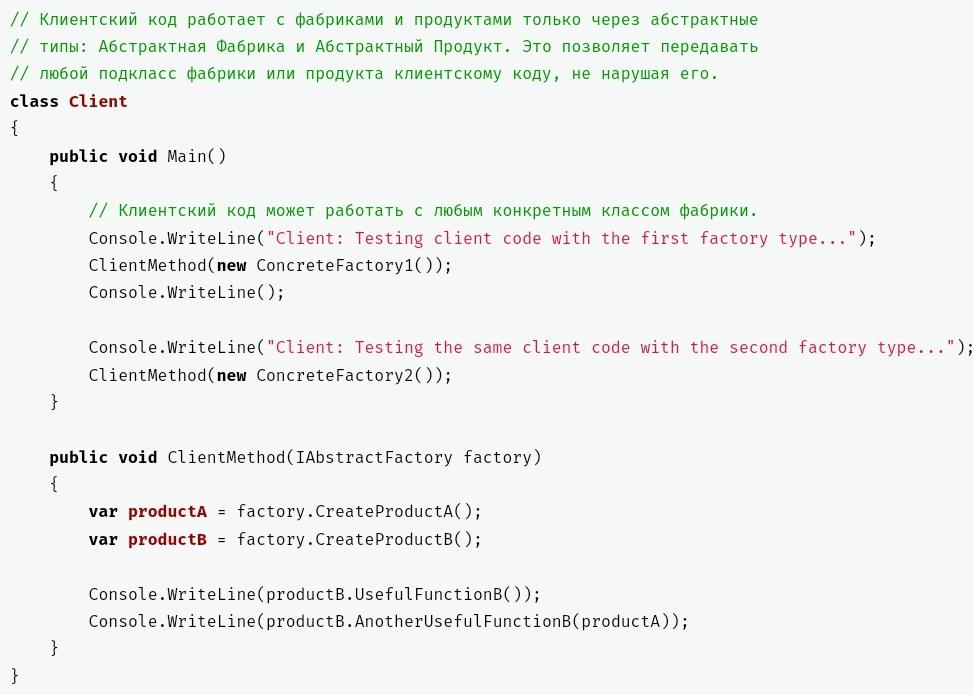 // Клиентский код работает с фабриками и продуктами только через абстрактные
// типы: Абстрактная Фабрика и Абстрактный Продукт. Это позволяет передавать
// любой подкласс фабрики или продукта клиентскому коду, не нарушая его.
class Client
{
    public void Main()
    {
        // Клиентский код может работать с любым конкретным классом фабрики.
        Console.WriteLine("Client: Testing client code with the first factory type...");
        ClientMethod(new ConcreteFactory1());
        Console.WriteLine();

        Console.WriteLine("Client: Testing the same client code with the second factory type...");
        ClientMethod(new ConcreteFactory2());
    }

    public void ClientMethod(IAbstractFactory factory)
    {
        var productA = factory.CreateProductA();
        var productB = factory.CreateProductB();

        Console.WriteLine(productB.UsefulFunctionB());
        Console.WriteLine(productB.AnotherUsefulFunctionB(productA));
    }
}